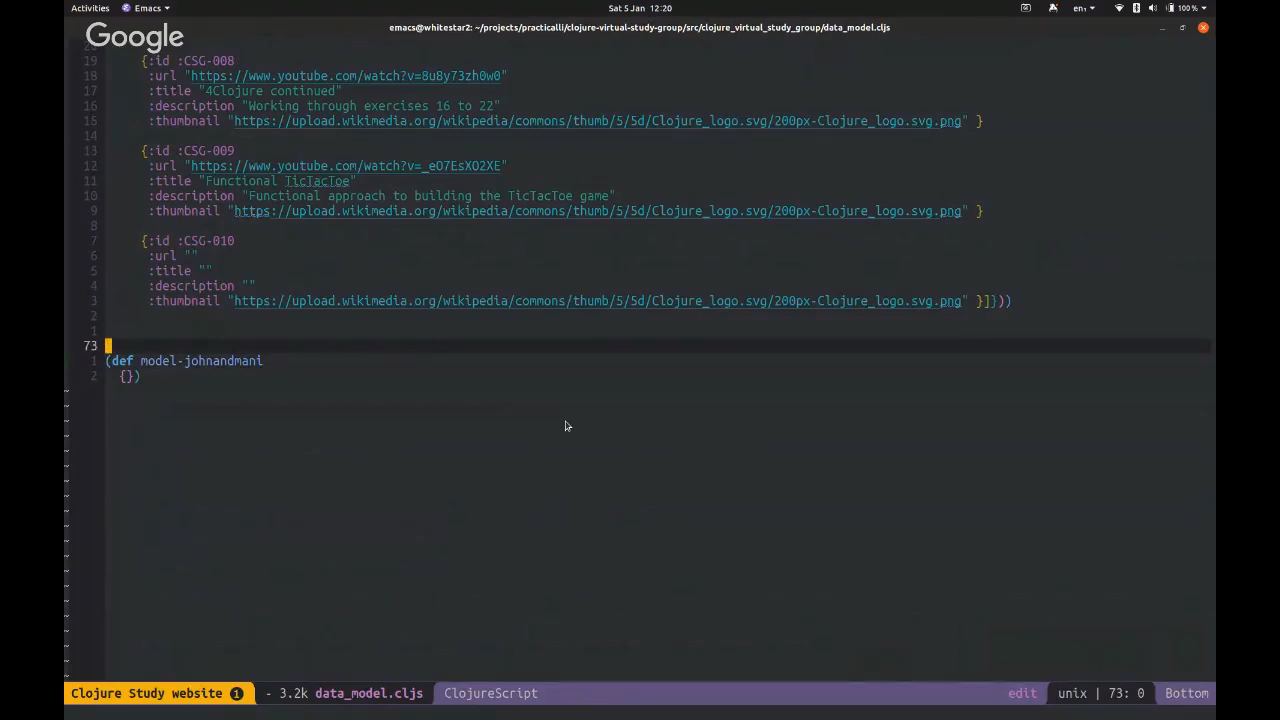 Activities Emacs ▾ Sat 5 Jan 12:20 en₁ ▾ 100% ▾
Google
emacs@whitestar2: ~/projects/practicalli/clojure-virtual-study-group/src/clojure_virtual_study_group/data_model.cljs
19 {:id :CSG-008
18 :url "https://www.youtube.com/watch?v=8u8y73zh0w0"
17 :title "4Clojure continued"
16 :description "Working through exercises 16 to 22"
15 :thumbnail "https://upload.wikimedia.org/wikipedia/commons/thumb/5/5d/Clojure_logo.svg/200px-Clojure_logo.svg.png" }
14
13 {:id :CSG-009
12 :url "https://www.youtube.com/watch?v=_eO7EsXO2XE"
11 :title "Functional TicTacToe"
10 :description "Functional approach to building the TicTacToe game"
9 :thumbnail "https://upload.wikimedia.org/wikipedia/commons/thumb/5/5d/Clojure_logo.svg/200px-Clojure_logo.svg.png" }
8
7 {:id :CSG-010
6 :url ""
5 :title ""
4 :description ""
3 :thumbnail "https://upload.wikimedia.org/wikipedia/commons/thumb/5/5d/Clojure_logo.svg/200px-Clojure_logo.svg.png" }]}))
2
1
73
1 (def model-johnandmani
2 {})
Clojure Study website 1 - 3.2k data_model.cljs ClojureScript edit unix | 73: 0 Bottom